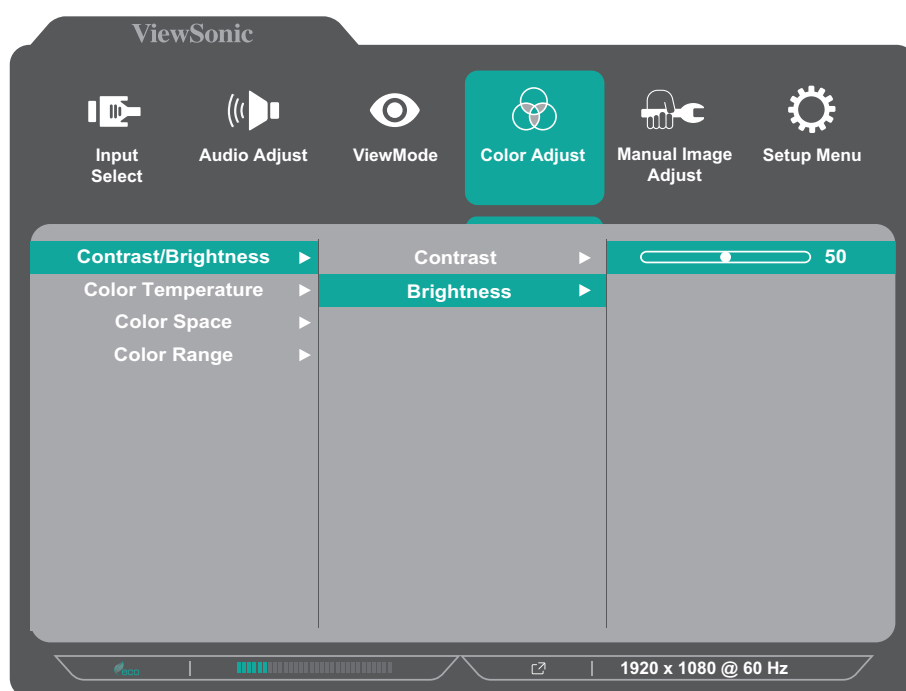 ViewSonic
Input Select
Audio Adjust
ViewMode
Color Adjust
Manual Image Adjust
Setup Menu
Contrast/Brightness
Contrast
50
Color Temperature
Brightness
Color Space
Color Range
eco
1920 x 1080 @ 60 Hz